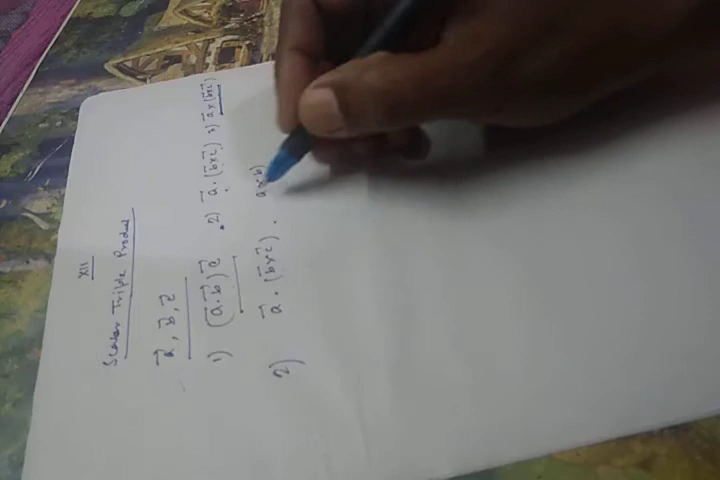 XII
Scalar Triple Product
a⃗, b⃗, c⃗
1) (a⃗.b⃗)c⃗ 2) a⃗.(b⃗×c⃗) 3) a⃗×(b⃗×c⃗)
2) a⃗.(b⃗×c⃗). a×b)